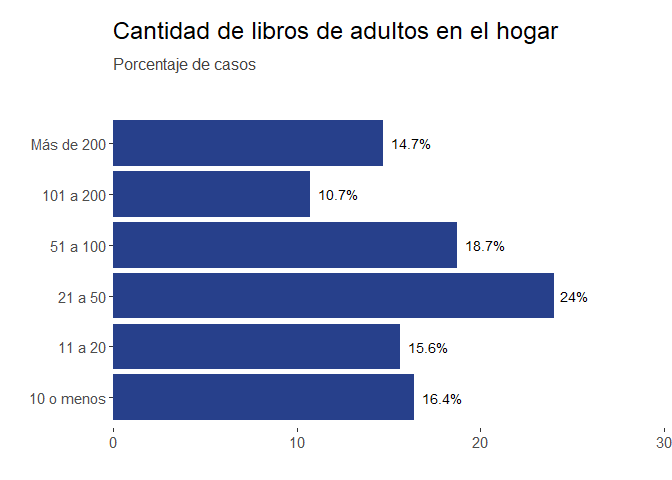 Cantidad de libros de adultos en el hogar
Porcentaje de casos
Más de 200 14.7%
101 a 200 10.7%
51 a 100 18.7%
21 a 50 24%
11 a 20 15.6%
10 o menos 16.4%
0 10 20 30